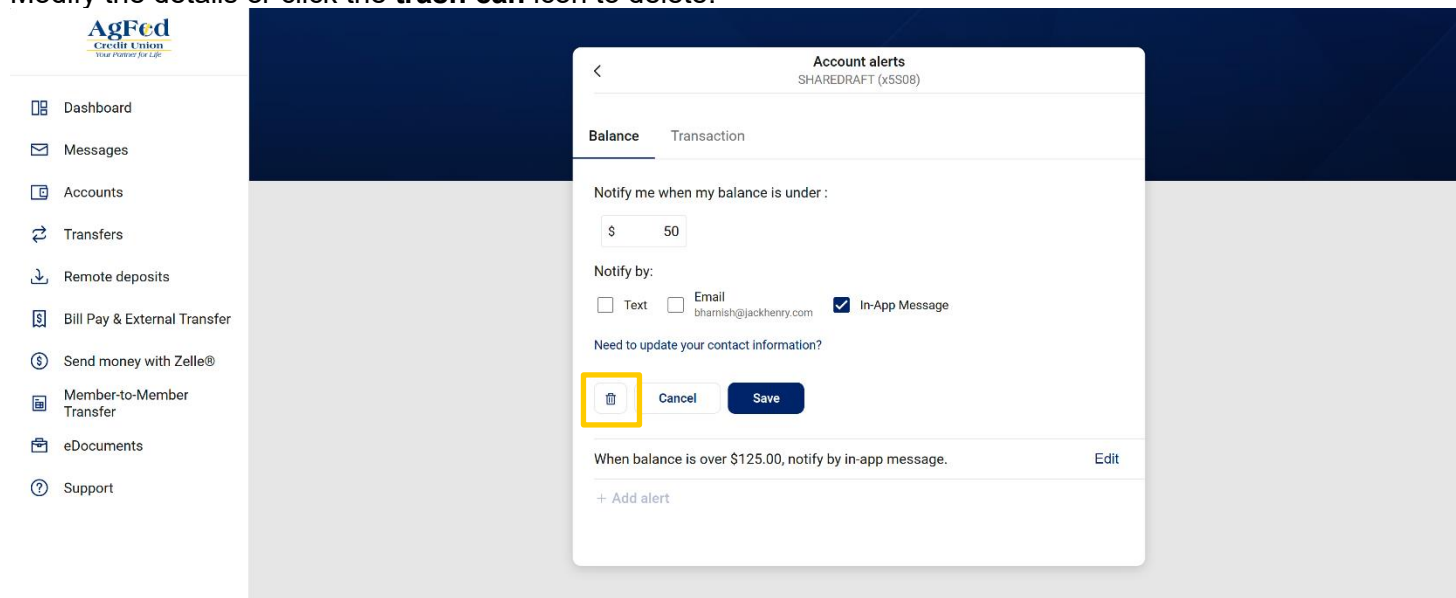 Modify the details or click the trash can icon to delete.
AgFed
Credit Union
Your Partner for Life
Dashboard
Messages
Accounts
Transfers
Remote deposits
Bill Pay & External Transfer
Send money with Zelle®
Member-to-Member
Transfer
eDocuments
Support
Account alerts
SHAREDRAFT (x5S08)
Balance Transaction
Notify me when my balance is under :
$ 50
Notify by:
Text Email In-App Message
bharnish@jackhenry.com
Need to update your contact information?
Cancel Save
When balance is over $125.00, notify by in-app message. Edit
+ Add alert